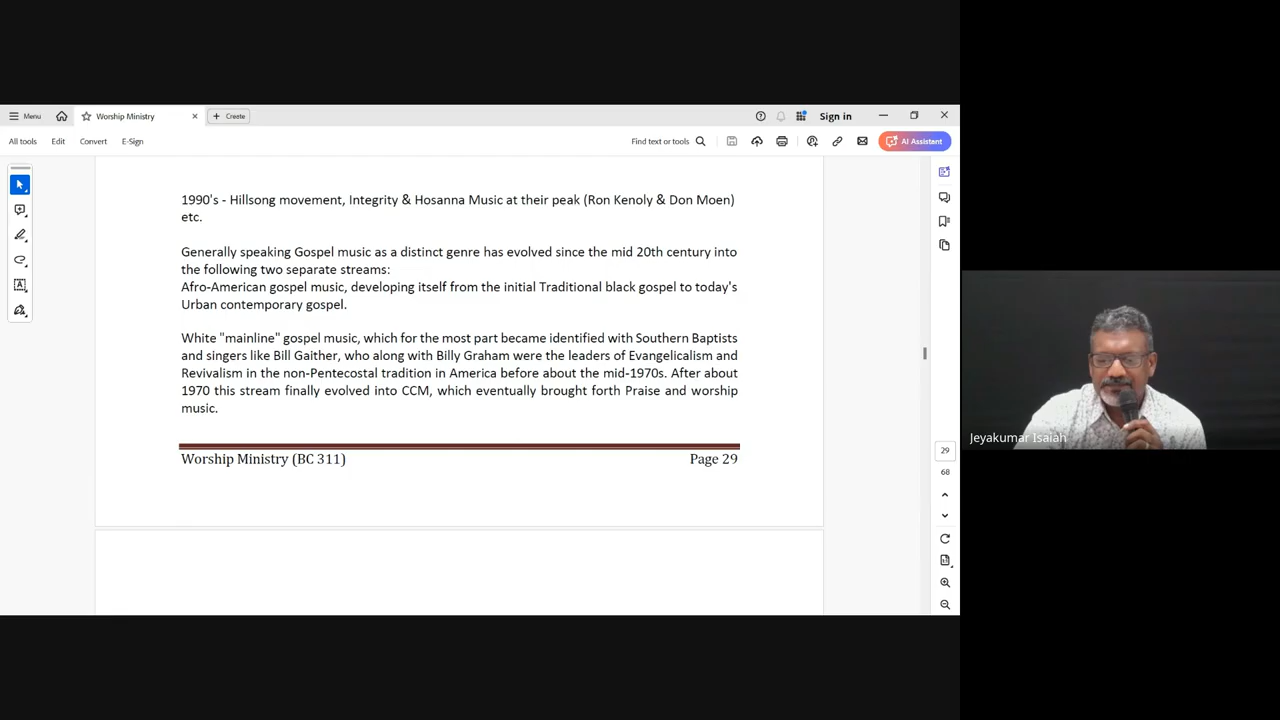 Menu
Worship Ministry
Create
Sign in
All tools
Edit
Convert
E-Sign
Find text or tools
AI Assistant
1990's - Hillsong movement, Integrity & Hosanna Music at their peak (Ron Kenoly & Don Moen)
etc.
Generally speaking Gospel music as a distinct genre has evolved since the mid 20th century into
the following two separate streams:
Afro-American gospel music, developing itself from the initial Traditional black gospel to today's
Urban contemporary gospel.
White "mainline" gospel music, which for the most part became identified with Southern Baptists
and singers like Bill Gaither, who along with Billy Graham were the leaders of Evangelicalism and
Revivalism in the non-Pentecostal tradition in America before about the mid-1970s. After about
1970 this stream finally evolved into CCM, which eventually brought forth Praise and worship
music.
Worship Ministry (BC 311) Page 29
29
68
Jeyakumar Isaiah